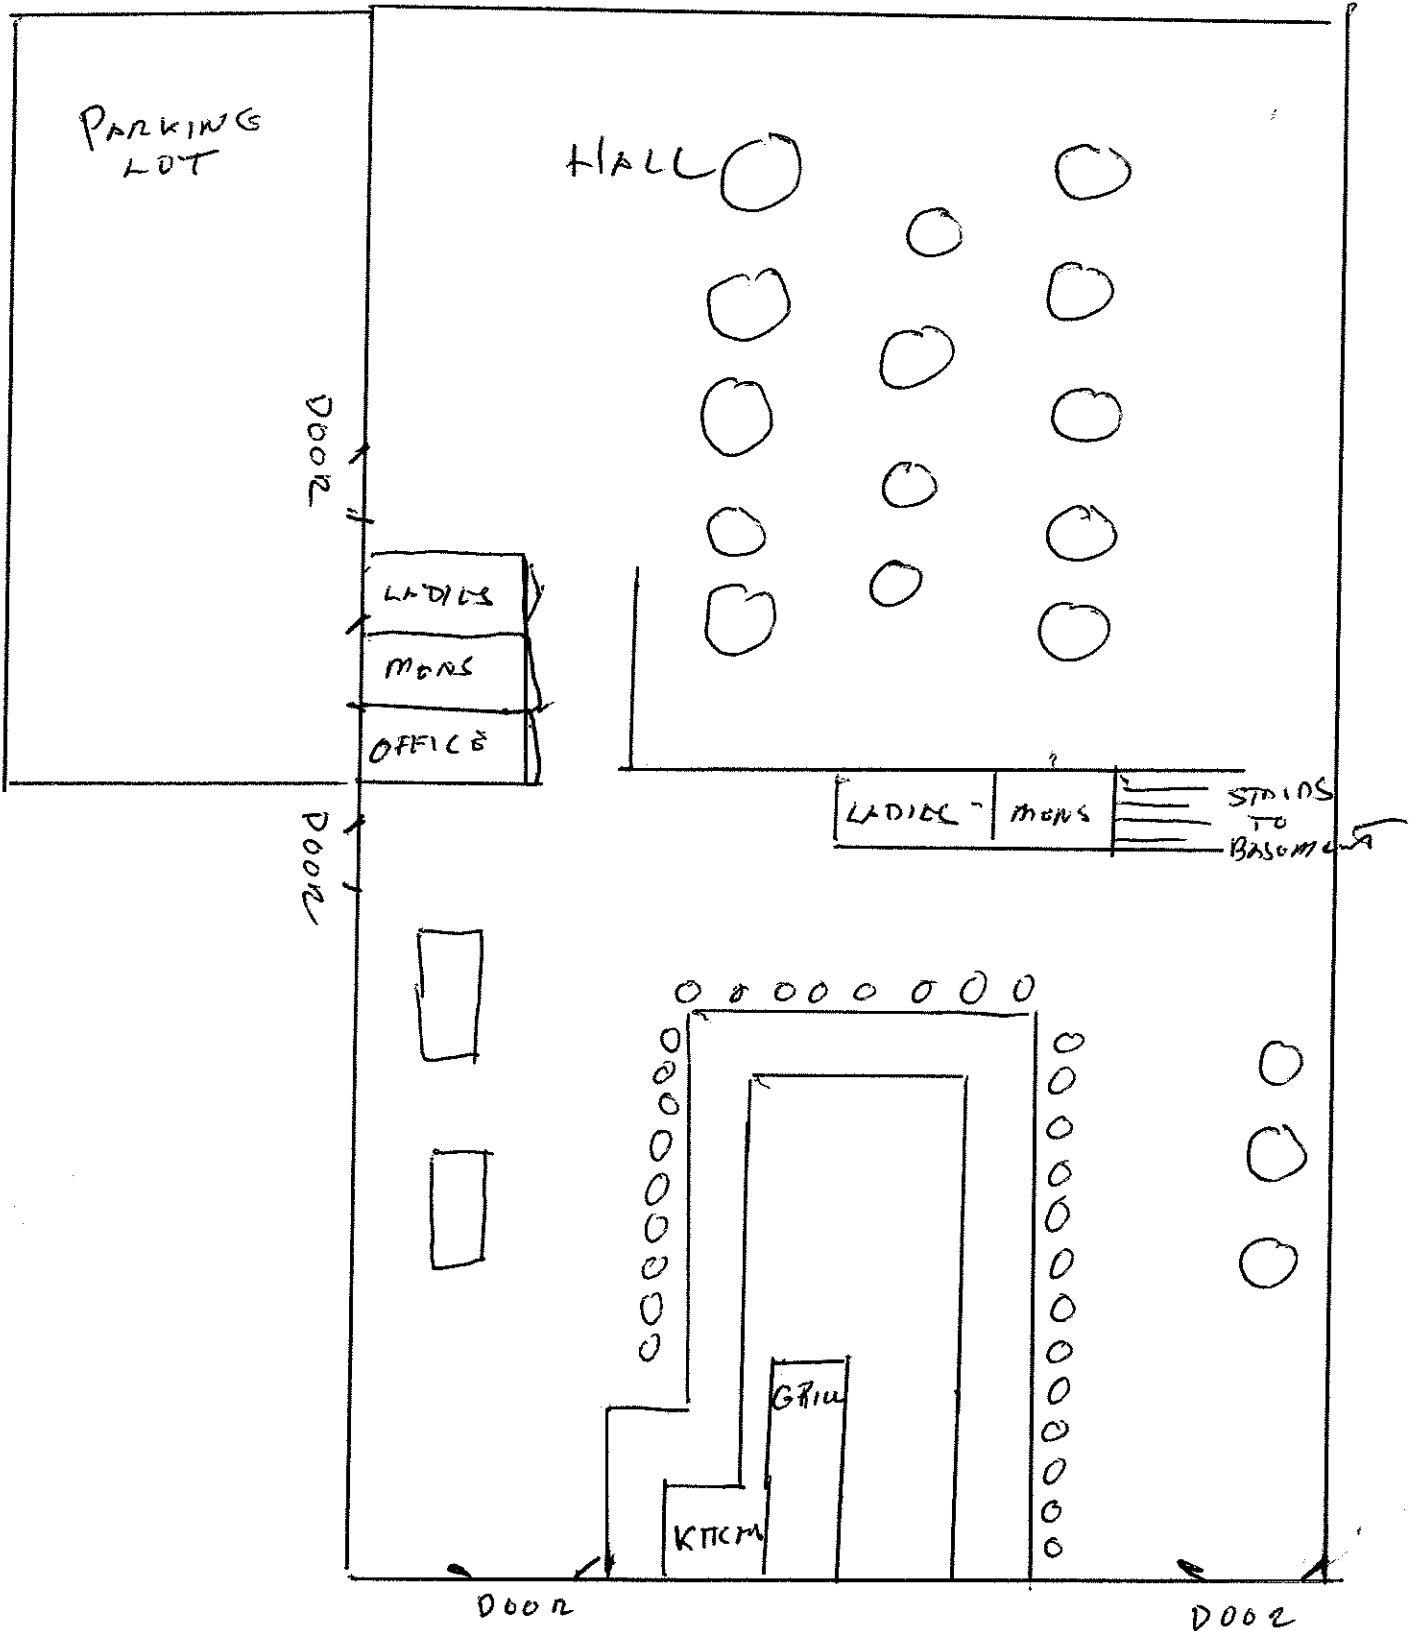 PARKING
LOT
HALL
DOOR
LADIES
MENS
OFFICE
DOOR
LADIES
MENS
STAIRS
TO
BASEMENT
GRILL
KITCH
DOOR
DOOR